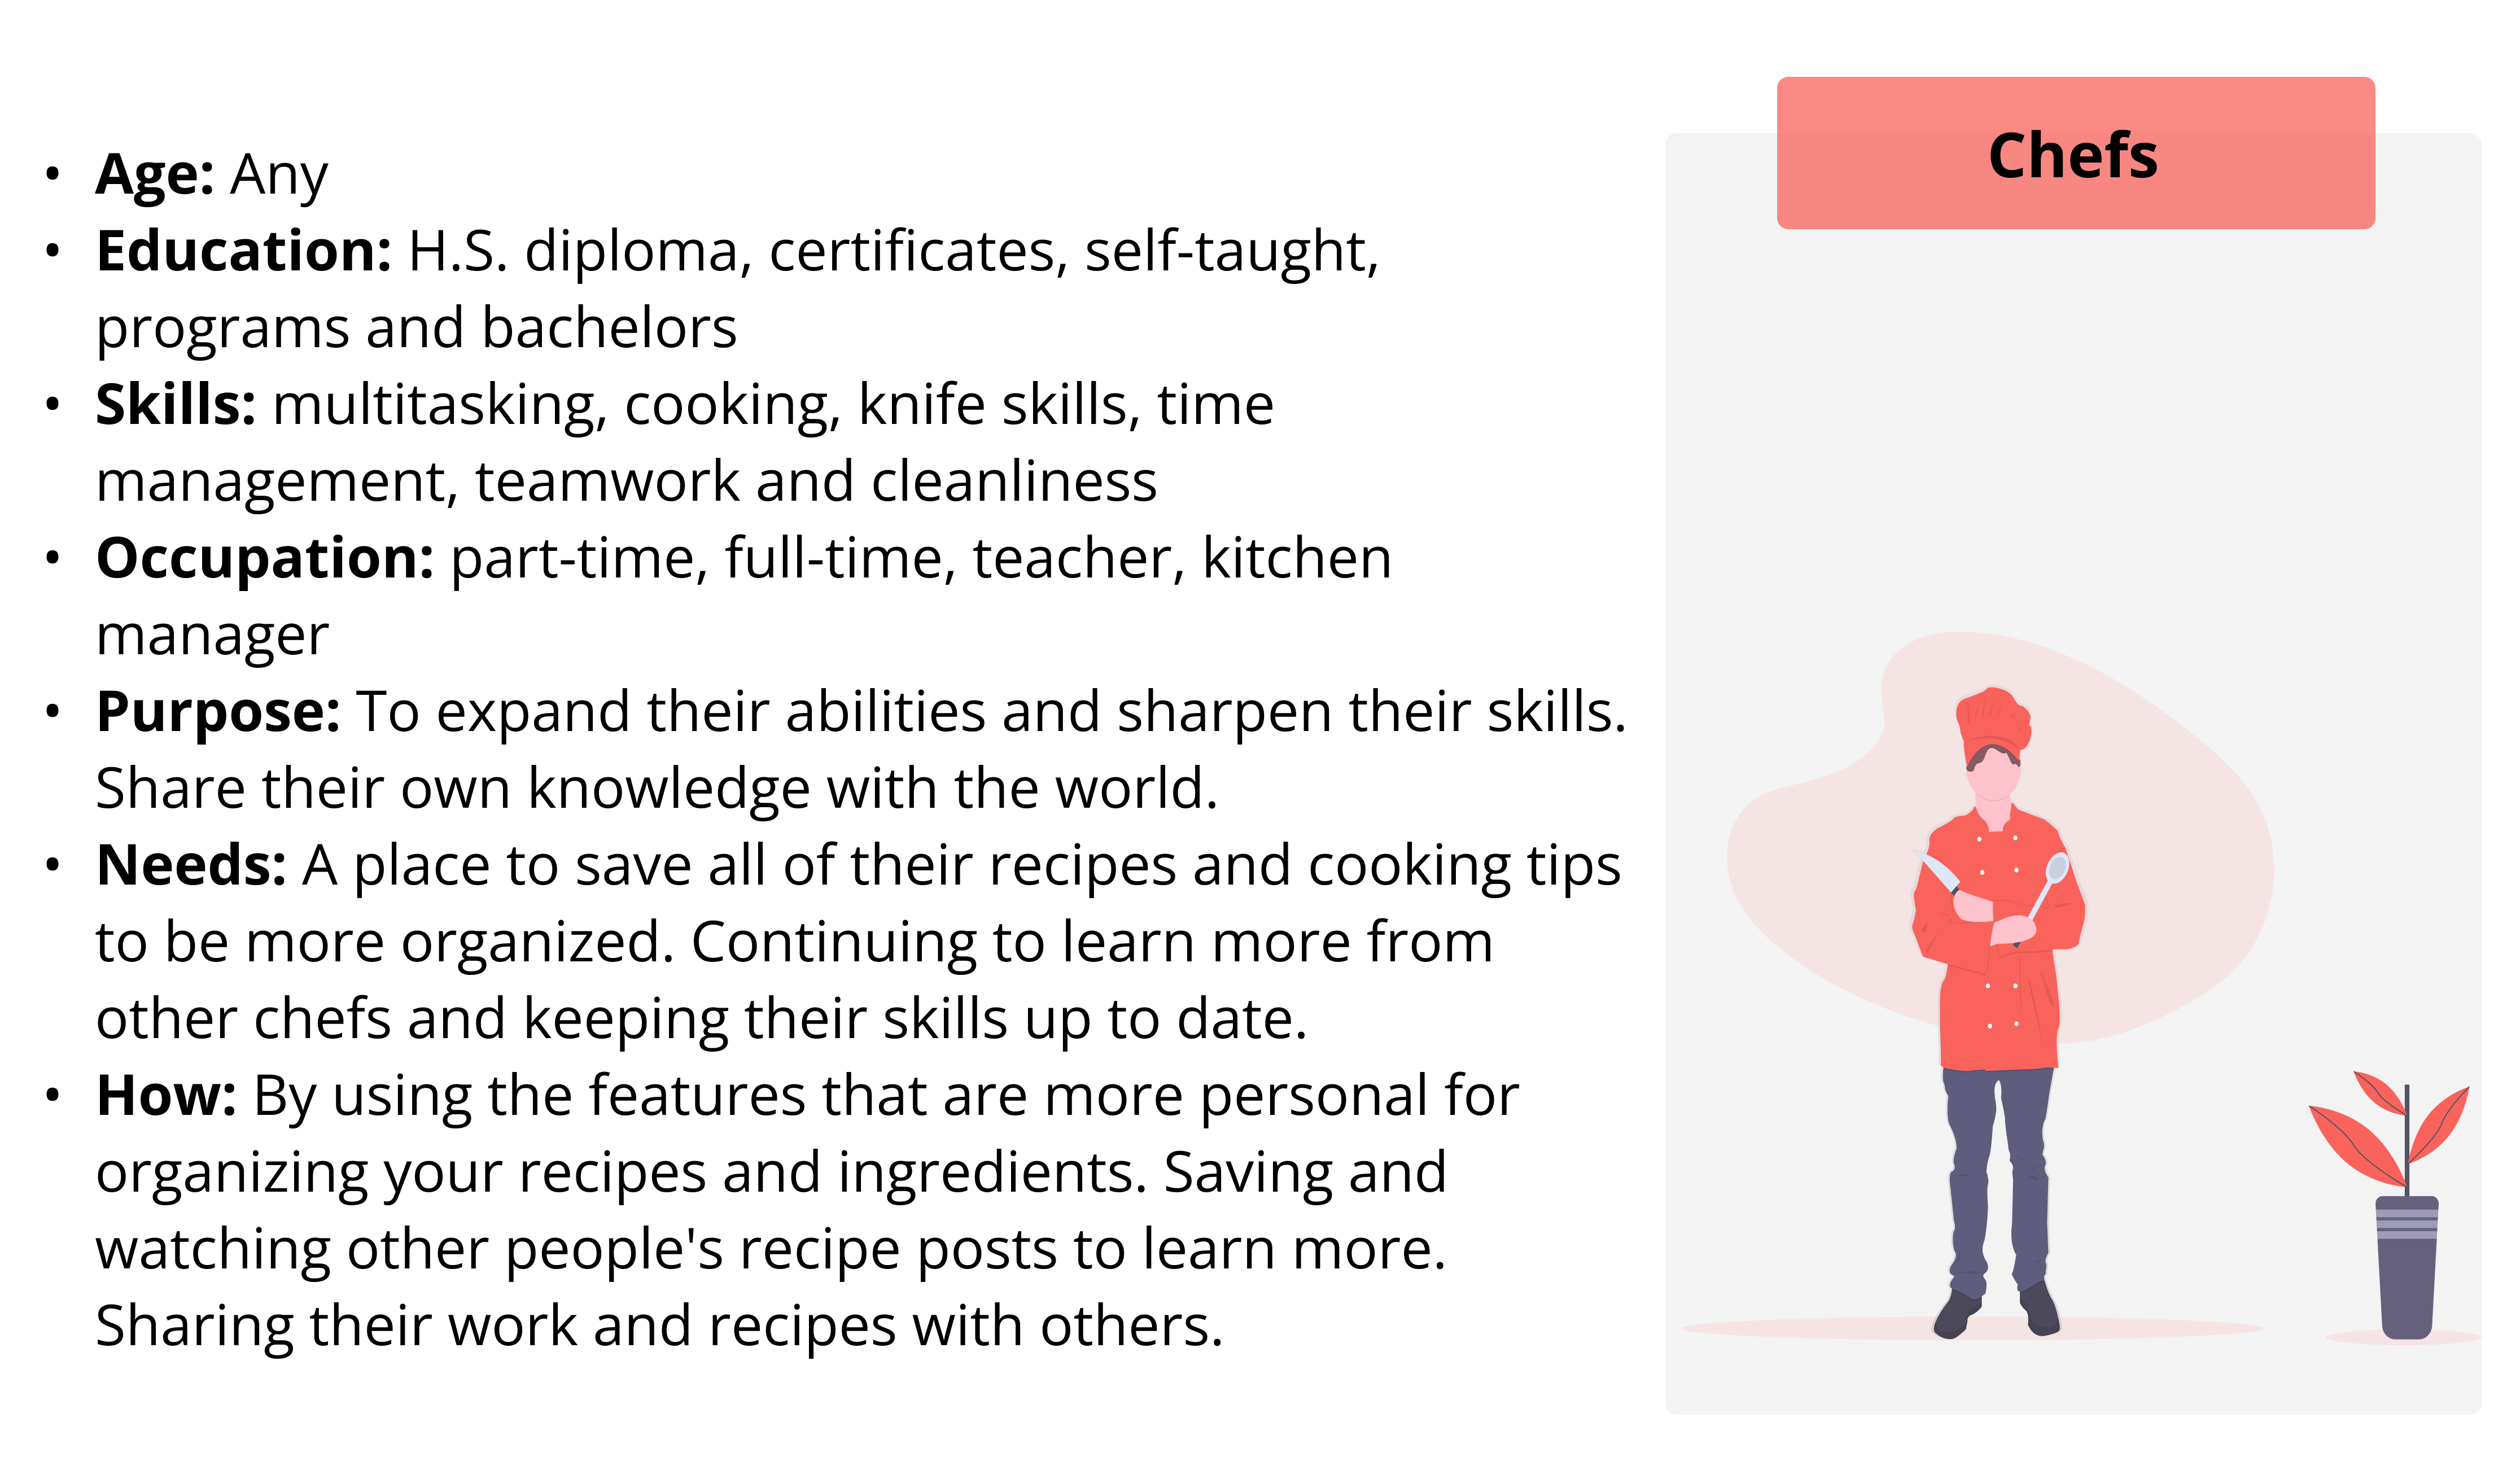 Chefs
• Age: Any
• Education: H.S. diploma, certificates, self-taught,
programs and bachelors
• Skills: multitasking, cooking, knife skills, time
management, teamwork and cleanliness
• Occupation: part-time, full-time, teacher, kitchen
manager
• Purpose: To expand their abilities and sharpen their skills.
Share their own knowledge with the world.
• Needs: A place to save all of their recipes and cooking tips
to be more organized. Continuing to learn more from
other chefs and keeping their skills up to date.
• How: By using the features that are more personal for
organizing your recipes and ingredients. Saving and
watching other people's recipe posts to learn more.
Sharing their work and recipes with others.